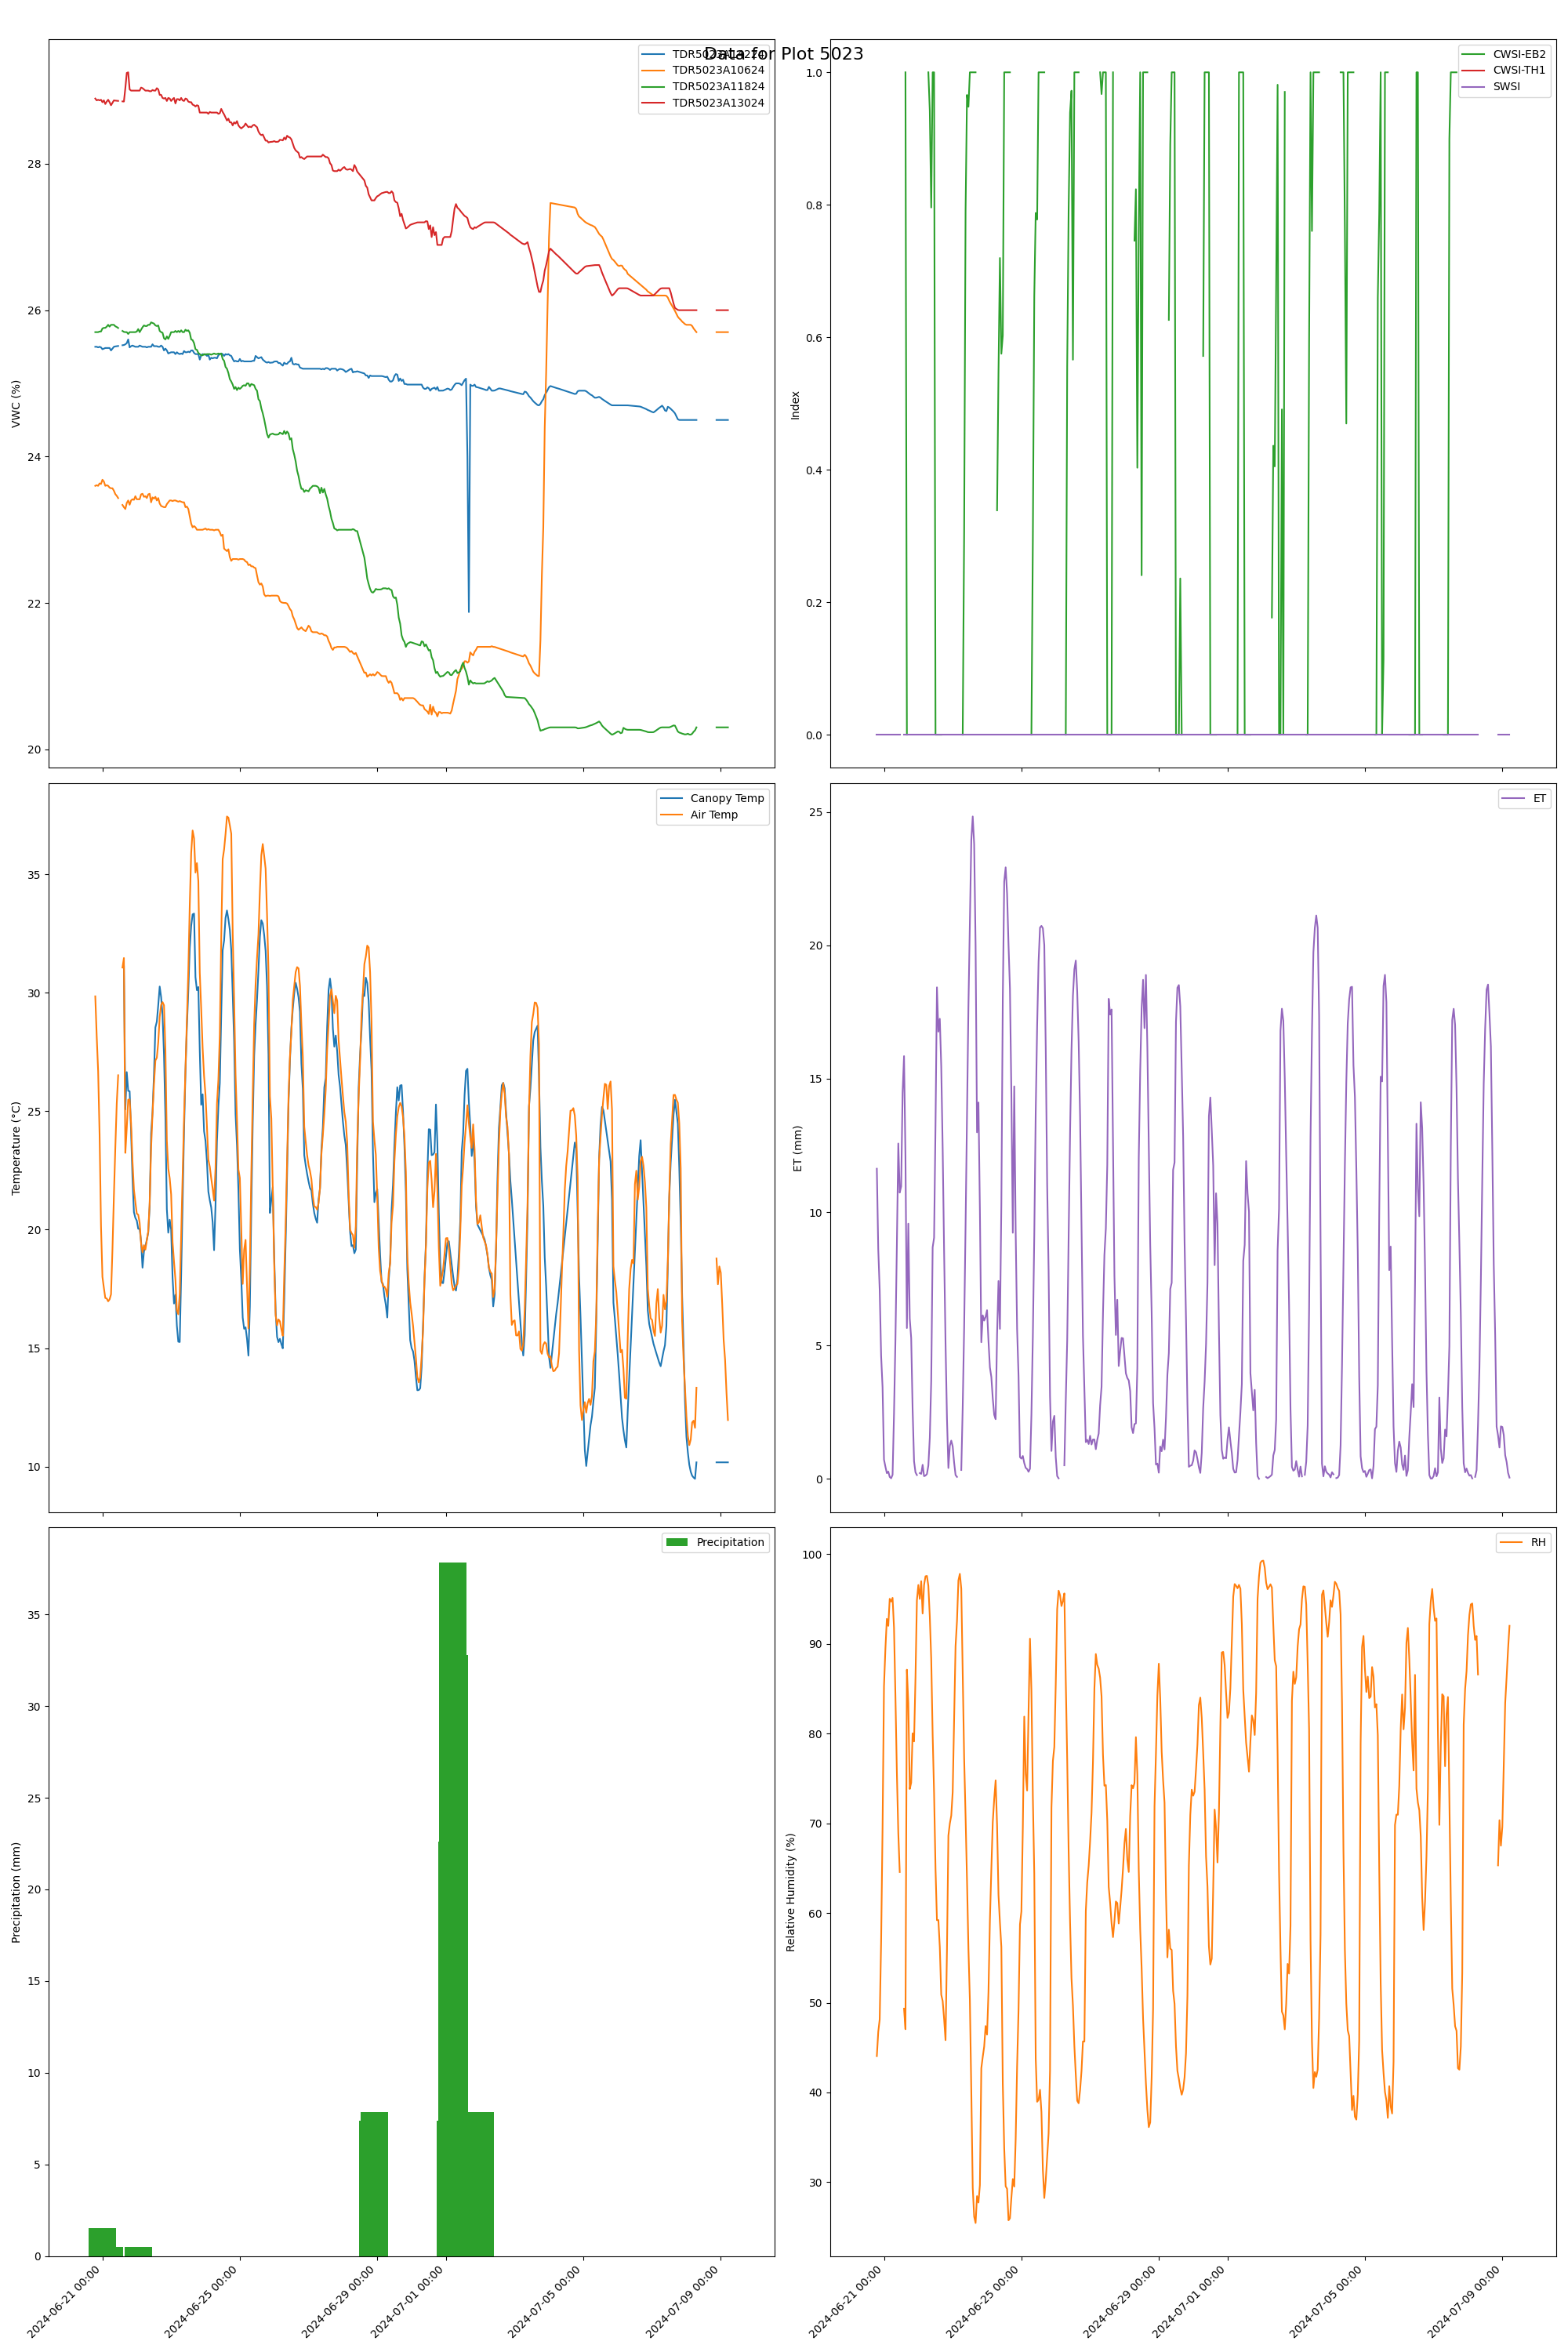 Data for Plot 5023
TDR5023A10624
TDR5023A11824
TDR5023A13024
28
26
24
22
20
VWC (%)
CWSI-EB2
CWSI-TH1
SWSI
1.0
0.8
0.6
0.4
0.2
0.0
Index
Canopy Temp
Air Temp
35
30
25
20
15
10
Temperature (°C)
ET
25
20
15
10
5
0
ET (mm)
Precipitation
35
30
25
20
15
10
5
0
Precipitation (mm)
2024-06-21 00:00
2024-06-25 00:00
2024-06-29 00:00
2024-07-01 00:00
2024-07-05 00:00
2024-07-09 00:00
RH
100
90
80
70
60
50
40
30
Relative Humidity (%)
2024-06-21 00:00
2024-06-25 00:00
2024-06-29 00:00
2024-07-01 00:00
2024-07-05 00:00
2024-07-09 00:00